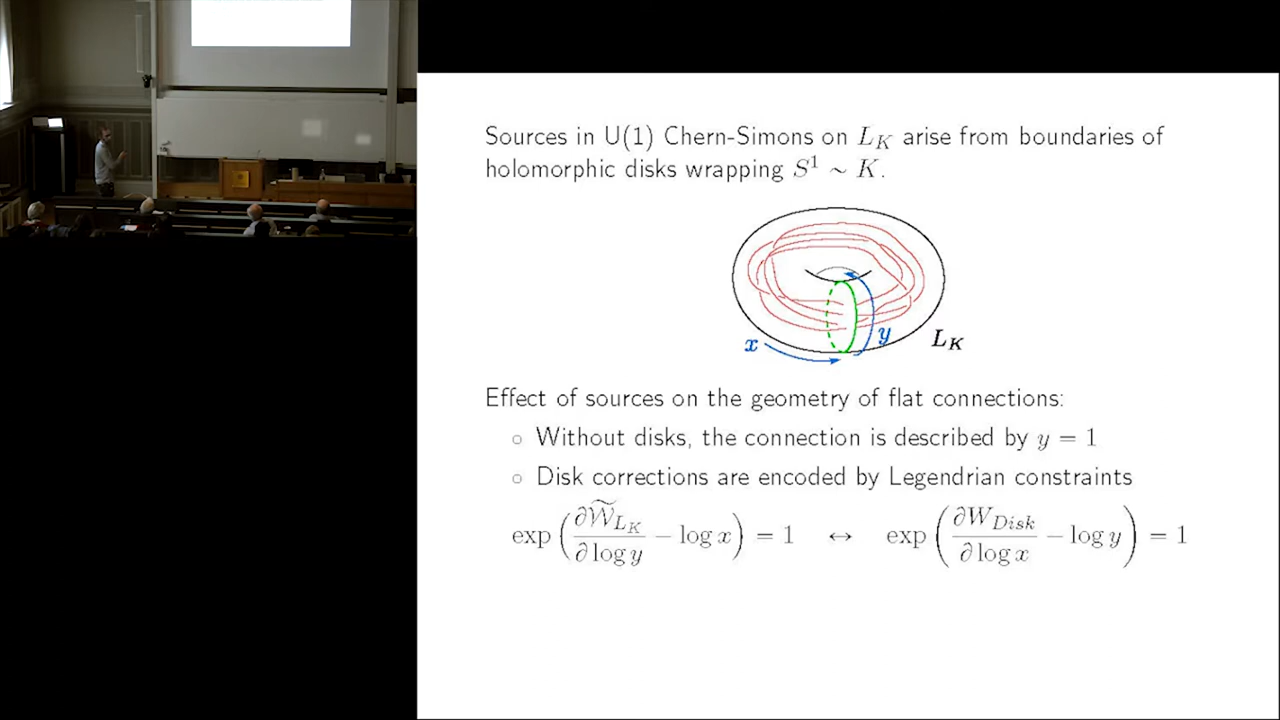 Sources in U(1) Chern-Simons on $L_K$ arise from boundaries of
holomorphic disks wrapping $S^1 \sim K$.
x
y
$L_K$
Effect of sources on the geometry of flat connections:
○ Without disks, the connection is described by $y = 1$
○ Disk corrections are encoded by Legendrian constraints
$\exp\left(\frac{\partial \widetilde{\mathcal{W}}_{L_K}}{\partial \log y} - \log x\right) = 1 \quad \leftrightarrow \quad \exp\left(\frac{\partial W_{Disk}}{\partial \log x} - \log y\right) = 1$